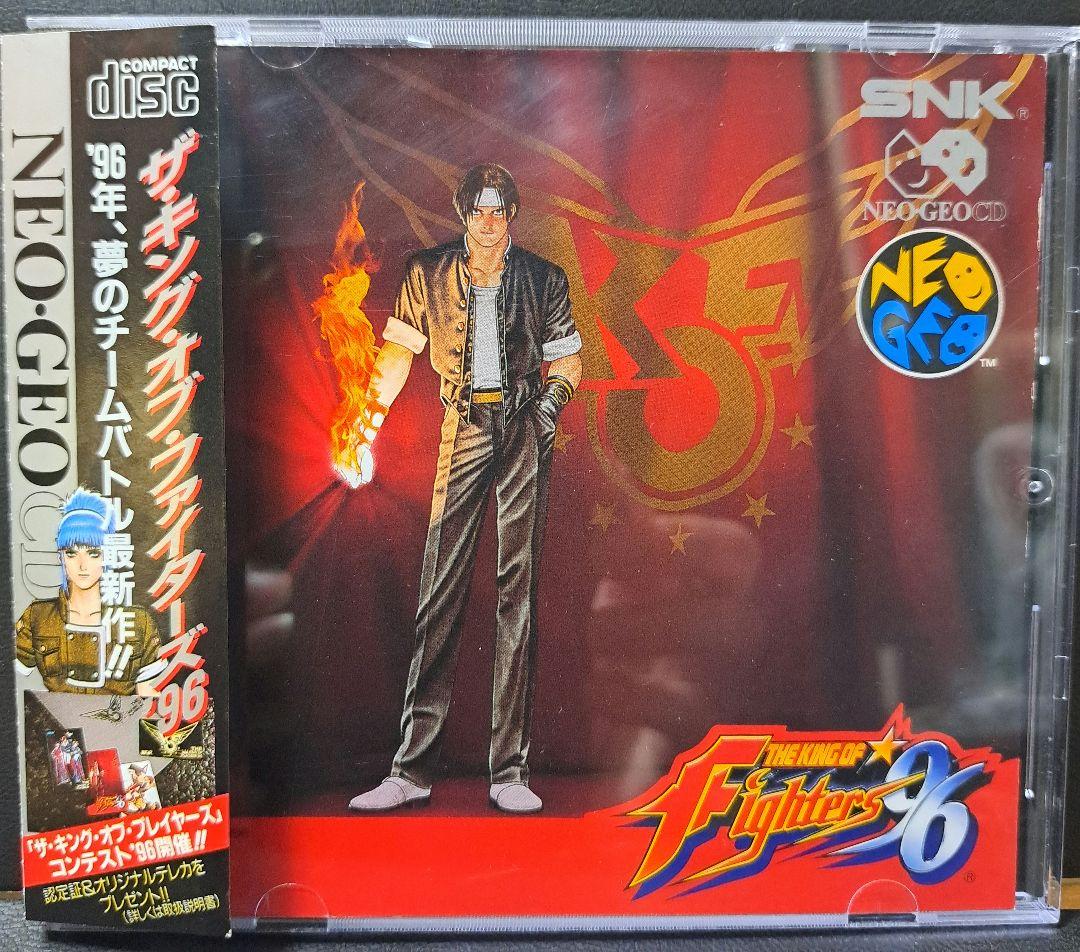 COMPACT
disc
NEO·GEO CD
ザ・キング・オブ・ファイターズ'96
'96年、夢のチームバトル最新作!!
『ザ・キング・オブ・プレイヤーズ』
コンテスト'96開催!!
認定証&オリジナルテレカを
プレゼント!!
(詳しくは取扱説明書)
KOF
SNK®
NEO·GEO CD
NEO
GEO
TM
THE KING OF
Fighters '96
®